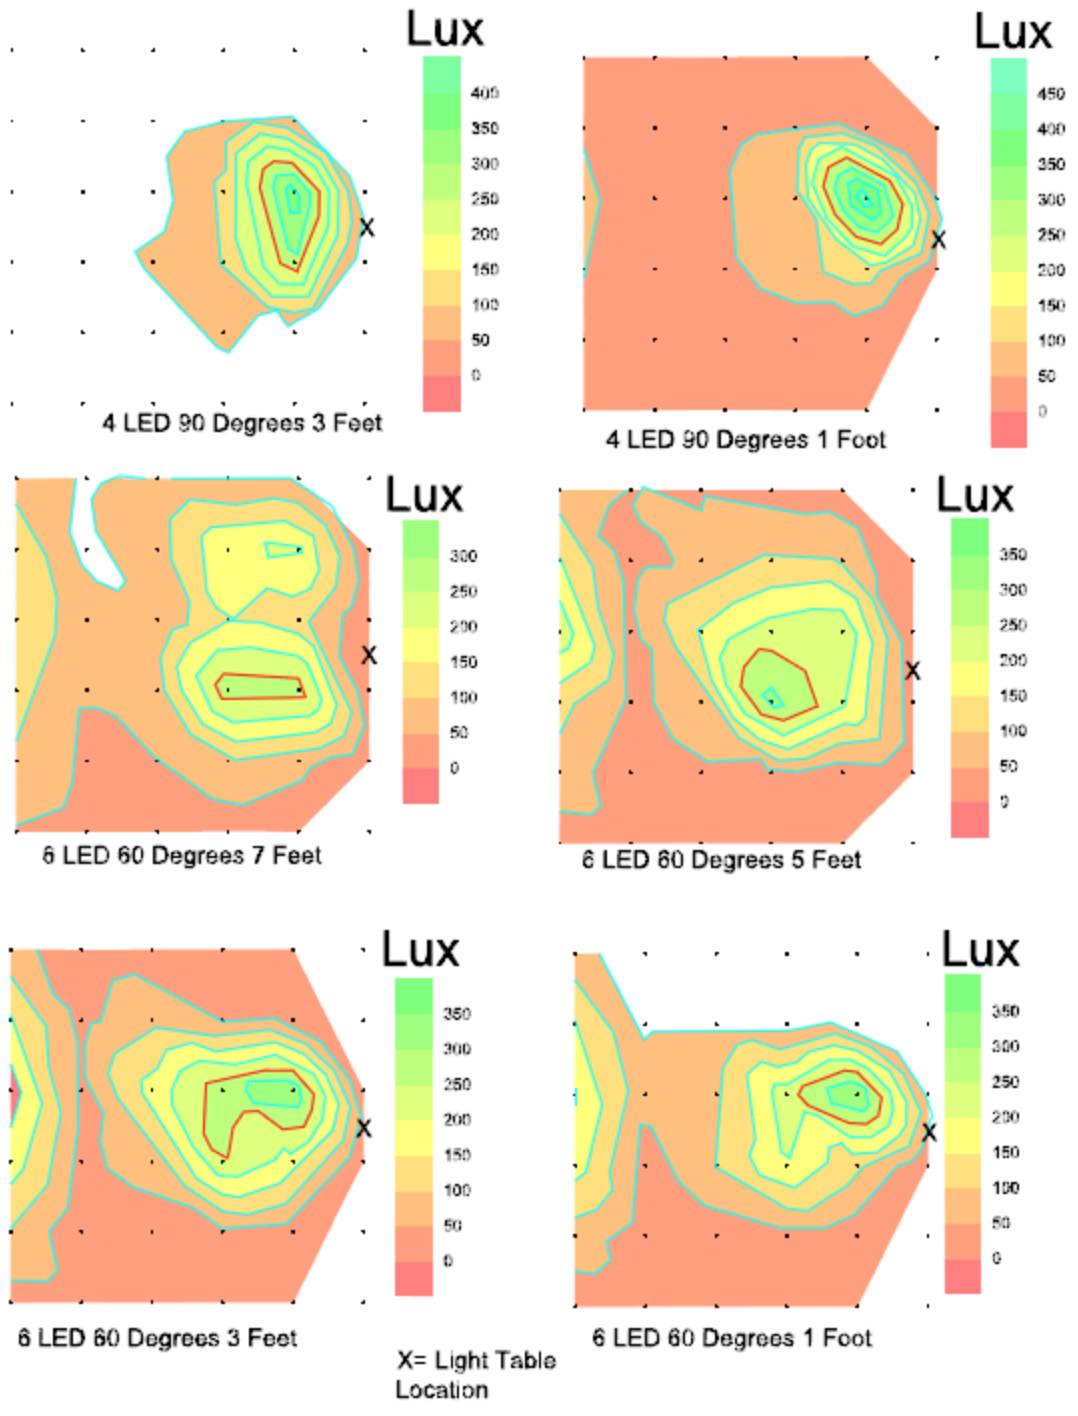 Lux
400
350
300
250
200
150
100
50
0
4 LED 90 Degrees 3 Feet
Lux
450
400
350
300
250
200
150
100
50
0
4 LED 90 Degrees 1 Foot
Lux
300
250
200
150
100
50
0
X
6 LED 60 Degrees 7 Feet
Lux
350
300
250
200
150
100
50
0
X
6 LED 60 Degrees 5 Feet
Lux
350
300
250
200
150
100
50
0
X
6 LED 60 Degrees 3 Feet
Lux
350
300
250
200
150
100
50
0
X
6 LED 60 Degrees 1 Foot
X
X
X= Light Table
Location